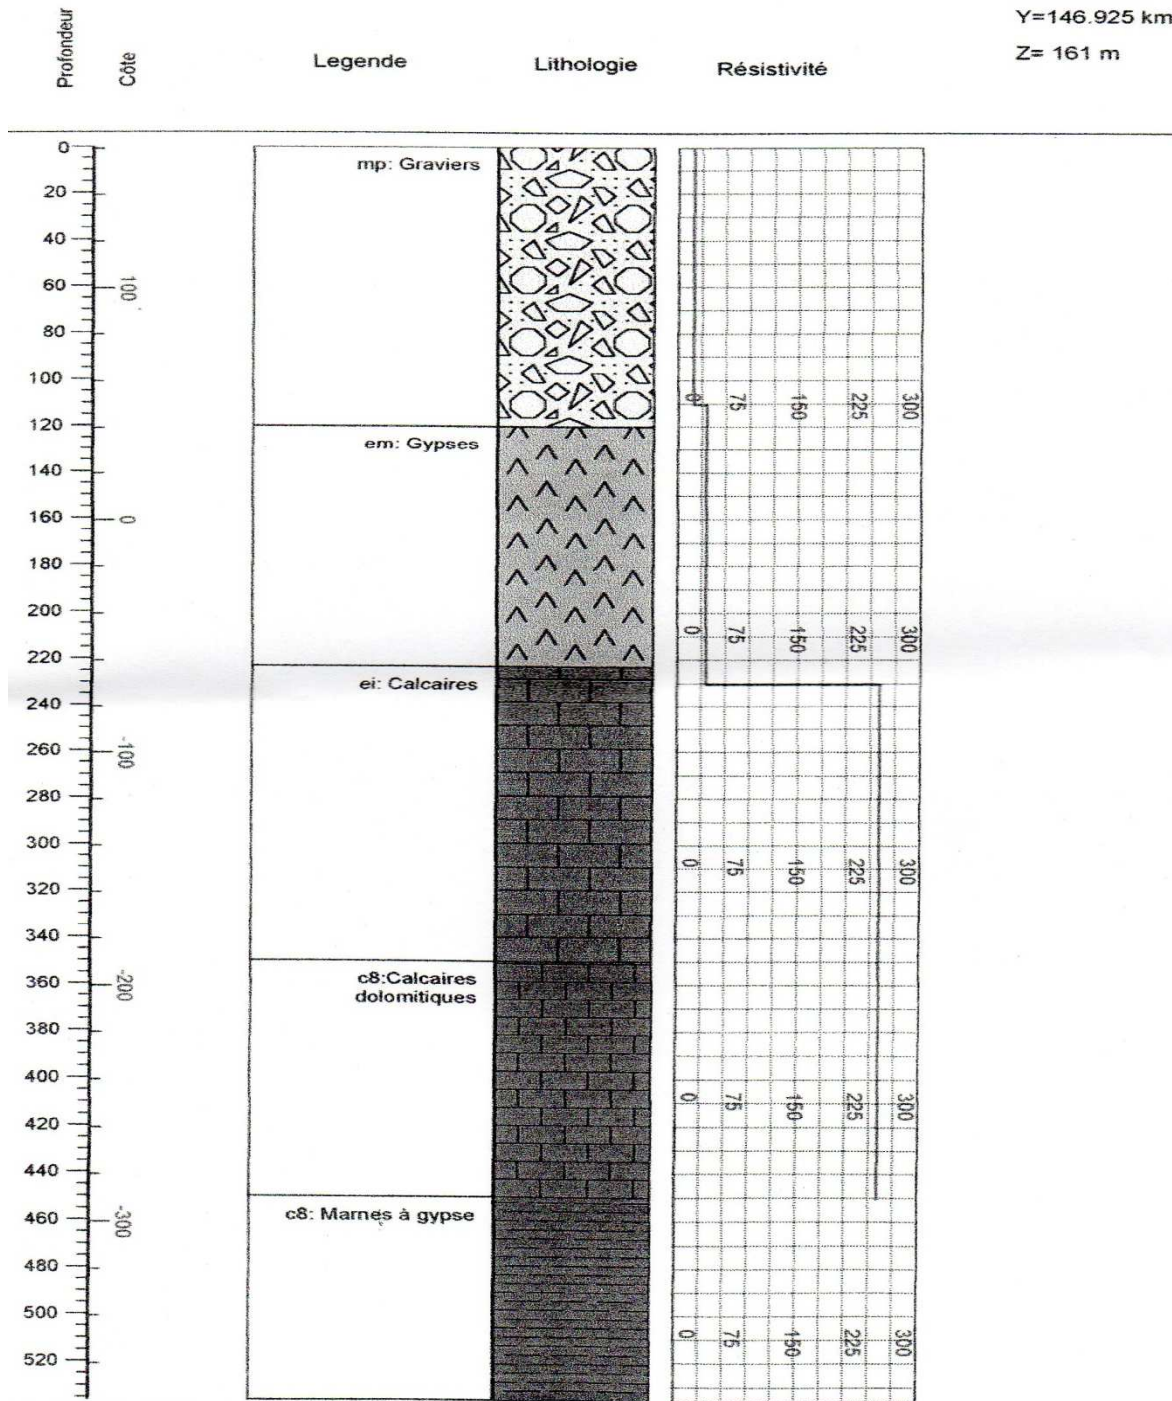 Y=146.925 km
Z= 161 m
Profondeur
Côte
Legende
Lithologie
Résistivité
0
20
40
60
80
100
120
140
160
180
200
220
240
260
280
300
320
340
360
380
400
420
440
460
480
500
520
100
0
-100
-200
-300
mp: Graviers
em: Gypses
ei: Calcaires
c8:Calcaires
dolomitiques
c8: Marnes à gypse
0 75 150 225 300
0 75 150 225 300
0 75 150 225 300
0 75 150 225 300
0 75 150 225 300